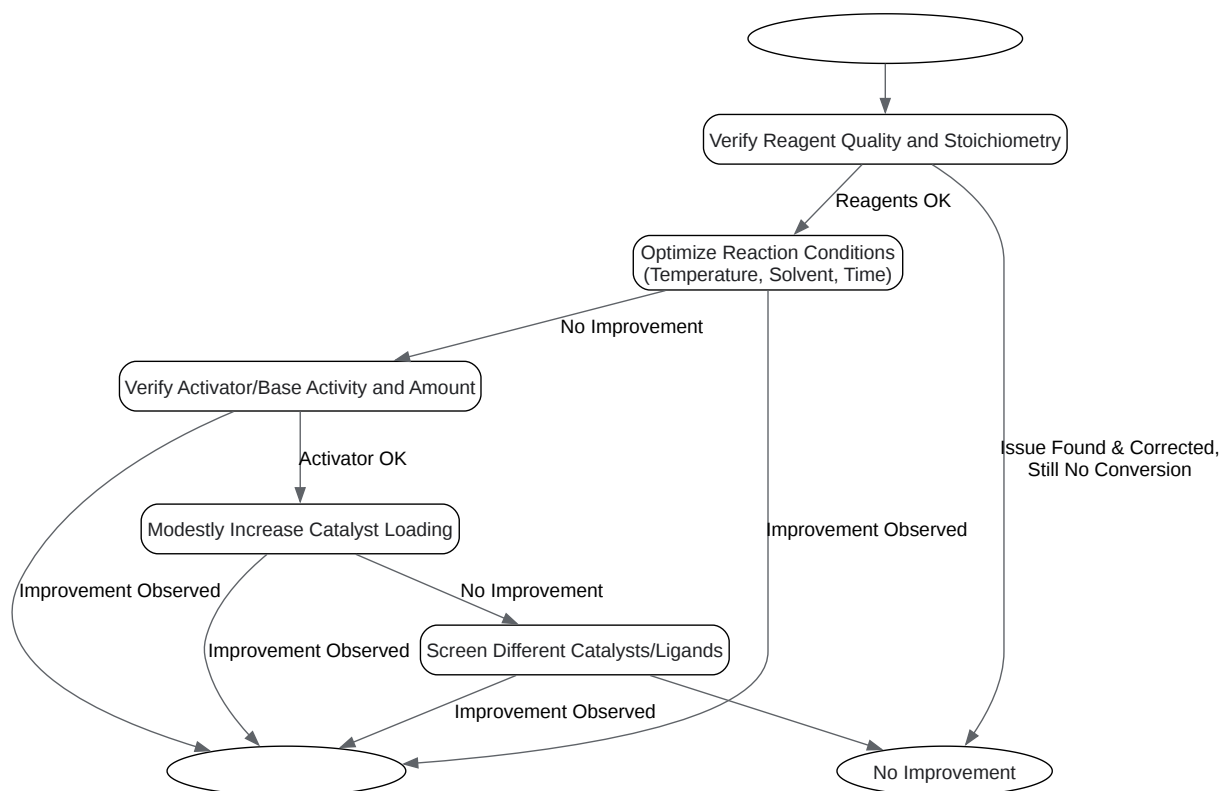 Verify Reagent Quality and Stoichiometry
Reagents OK
Optimize Reaction Conditions
(Temperature, Solvent, Time)
No Improvement
Verify Activator/Base Activity and Amount
Activator OK
Issue Found & Corrected,
Still No Conversion
Modestly Increase Catalyst Loading
Improvement Observed
Improvement Observed
No Improvement
Improvement Observed
Screen Different Catalysts/Ligands
Improvement Observed
No Improvement